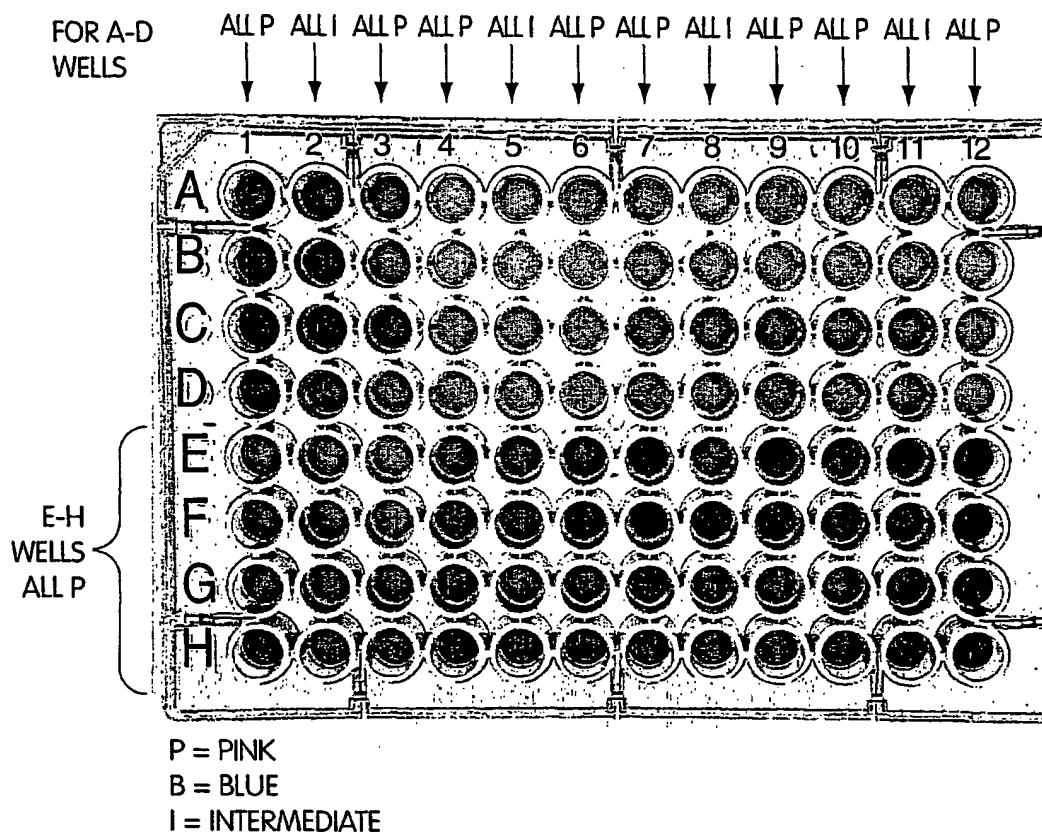 FOR A-D WELLS
ALL P ALL I ALL P ALL P ALL I ALL P ALL P ALL I ALL P ALL P ALL I ALL P
1 2 3 4 5 6 7 8 9 10 11 12
A
B
C
D
E
F
G
H
E-H
WELLS
ALL P
P = PINK
B = BLUE
I = INTERMEDIATE